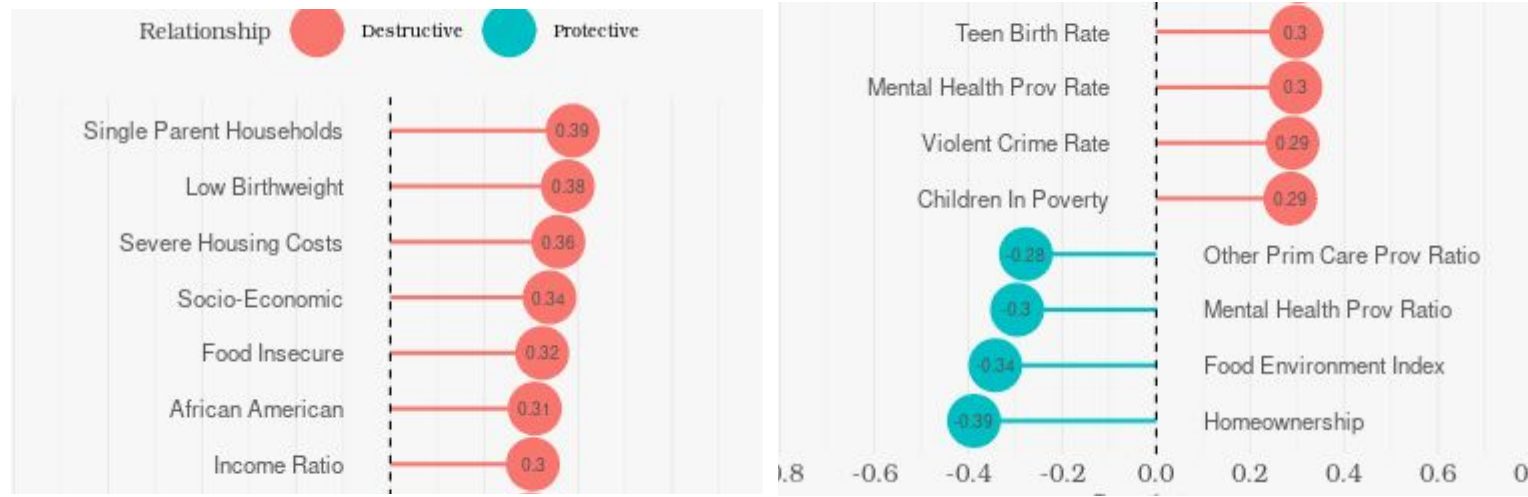 Relationship Destructive Protective
Single Parent Households 0.39
Low Birthweight 0.38
Severe Housing Costs 0.36
Socio-Economic 0.34
Food Insecure 0.32
African American 0.31
Income Ratio 0.3
Teen Birth Rate 0.3
Mental Health Prov Rate 0.3
Violent Crime Rate 0.29
Children In Poverty 0.29
-0.28 Other Prim Care Prov Ratio
-0.3 Mental Health Prov Ratio
-0.34 Food Environment Index
-0.39 Homeownership
-0.6 -0.4 -0.2 0.0 0.2 0.4 0.6